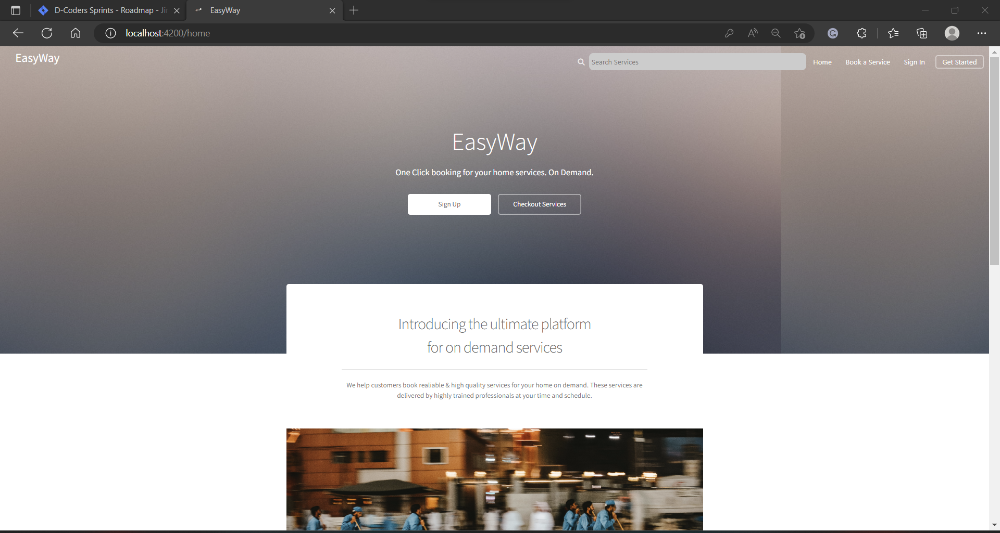 D-Coders Sprints - Roadmap - Ji
EasyWay
localhost:4200/home
EasyWay
Search Services
Home
Book a Service
Sign In
Get Started
EasyWay
One Click booking for your home services. On Demand.
Sign Up
Checkout Services
Introducing the ultimate platform
for on demand services
We help customers book realiable & high quality services for your home on demand. These services are
delivered by highly trained professionals at your time and schedule.